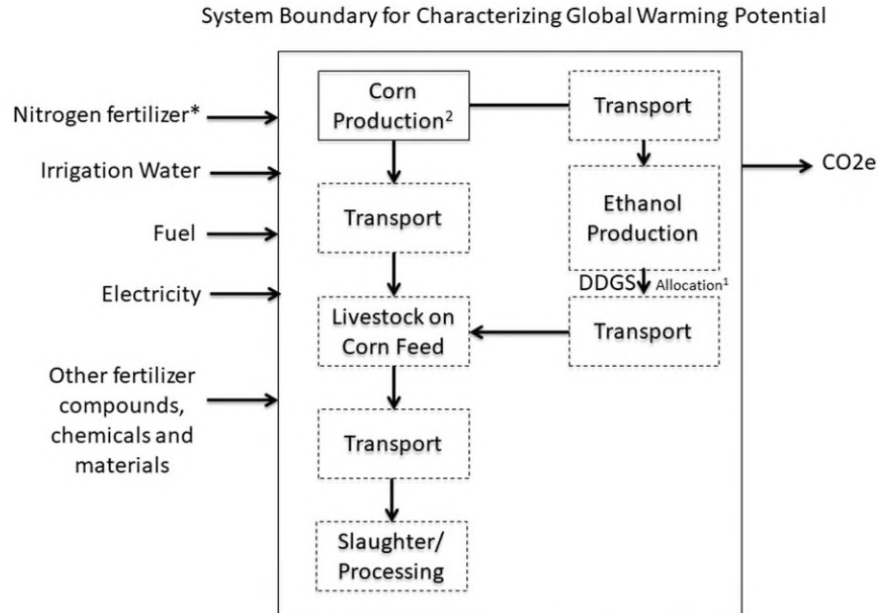 System Boundary for Characterizing Global Warming Potential
Nitrogen fertilizer*
Irrigation Water
Fuel
Electricity
Other fertilizer
compounds,
chemicals and
materials
Corn
Production²
Transport
Livestock on
Corn Feed
Transport
Slaughter/
Processing
Transport
Ethanol
Production
DDGS Allocation¹
Transport
CO2e